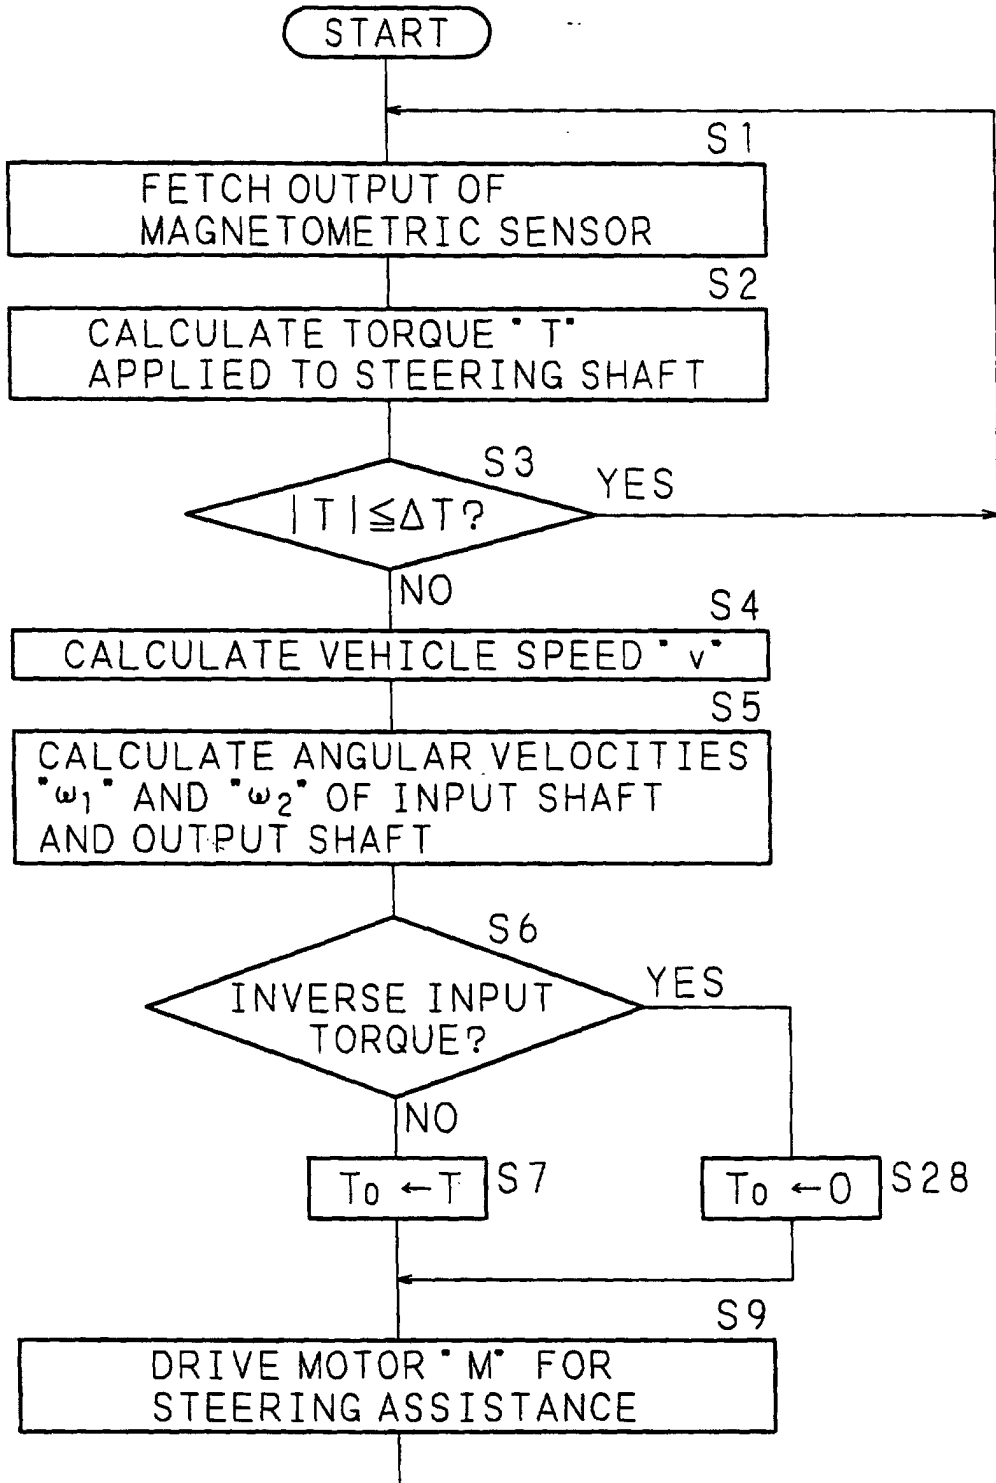 START
S1
FETCH OUTPUT OF
MAGNETOMETRIC SENSOR
S2
CALCULATE TORQUE "T"
APPLIED TO STEERING SHAFT
S3
|T|≦ΔT?
YES
NO
S4
CALCULATE VEHICLE SPEED "v"
S5
CALCULATE ANGULAR VELOCITIES
"ω1" AND "ω2" OF INPUT SHAFT
AND OUTPUT SHAFT
S6
INVERSE INPUT
TORQUE?
YES
NO
To ←T
S7
To ←0
S28
S9
DRIVE MOTOR "M" FOR
STEERING ASSISTANCE